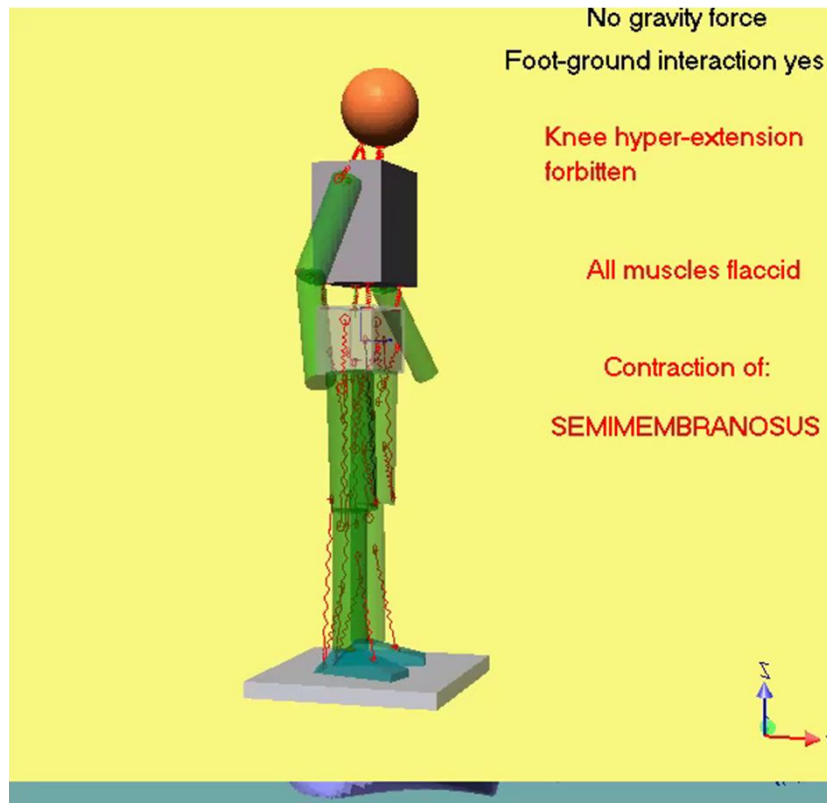 No gravity force
Foot-ground interaction yes
Knee hyper-extension
forbitten
All muscles flaccid
Contraction of:
SEMIMEMBRANOSUS
Z